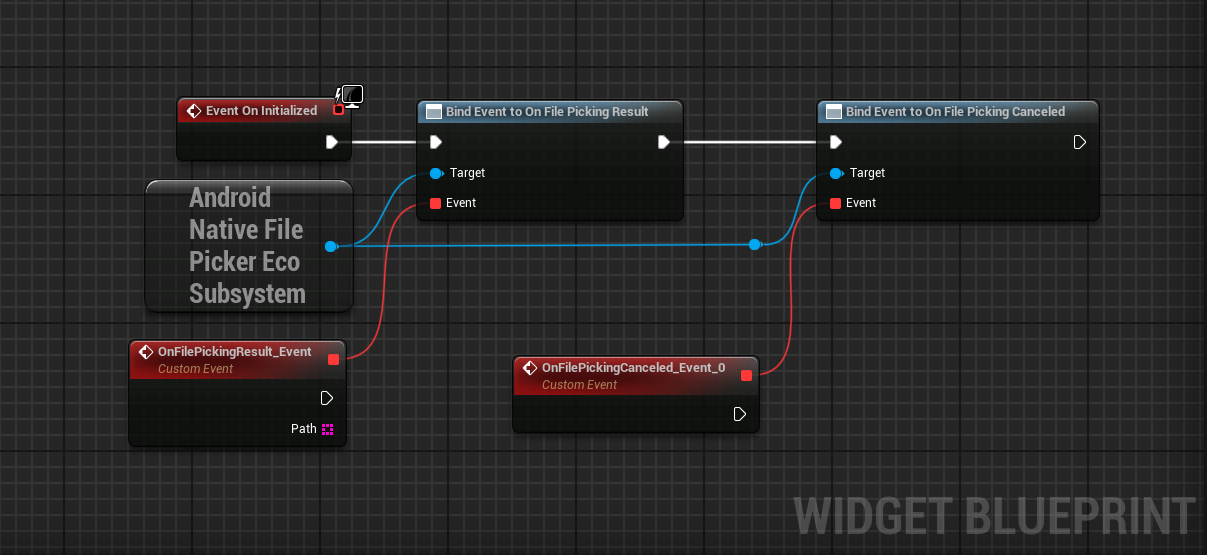 Event On Initialized
Bind Event to On File Picking Result
Target
Event
Bind Event to On File Picking Canceled
Target
Event
Android
Native File
Picker Eco
Subsystem
OnFilePickingResult_Event
Custom Event
Path
OnFilePickingCanceled_Event_0
Custom Event
WIDGET BLUEPRINT